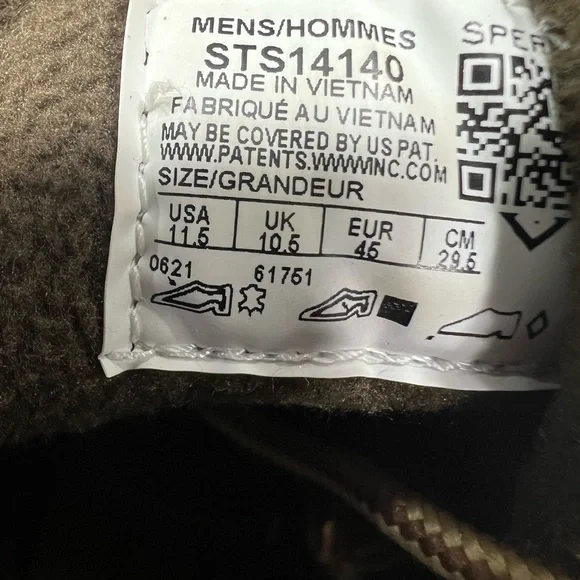 MENS/HOMMES
SPER
STS14140
MADE IN VIETNAM
FABRIQUÉ AU VIETNAM
MAY BE COVERED BY US PAT.
WWW.PATENTS.WWWINC.COM
SIZE/GRANDEUR
USA UK EUR CM
11.5 10.5 45 29.5
0621 61751